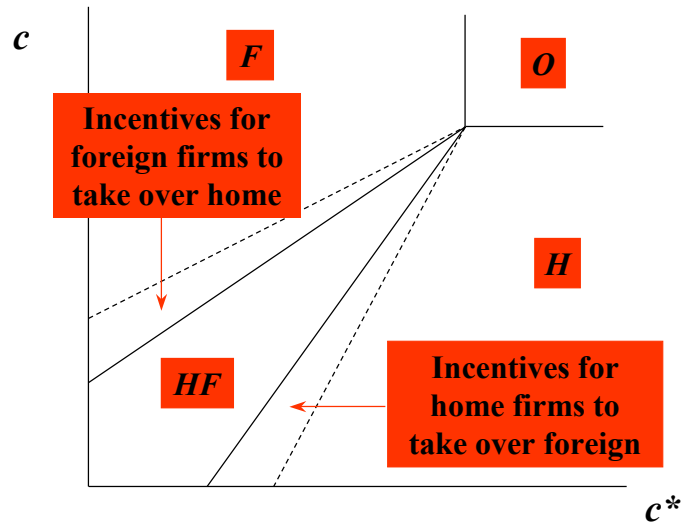 c
F
O
Incentives for
foreign firms to
take over home
H
HF
Incentives for
home firms to
take over foreign
c*